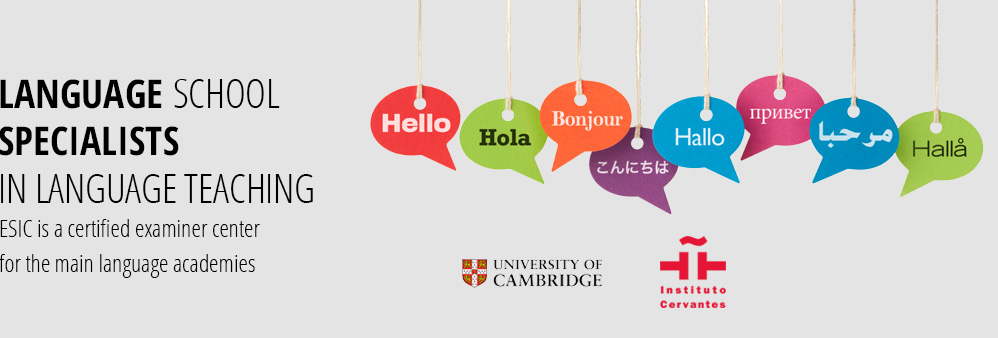 LANGUAGE SCHOOL
SPECIALISTS
IN LANGUAGE TEACHING
ESIC is a certified examiner center
for the main language academies
Hello
Hola
Bonjour
こんにちは
Hallo
привет
مرحبا
Hallå
UNIVERSITY OF
CAMBRIDGE
Instituto
Cervantes